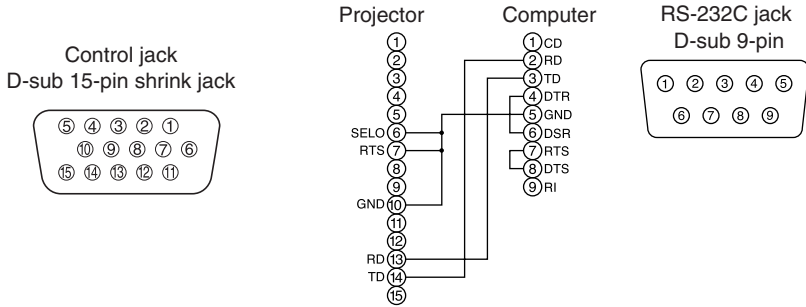 Control jack
D-sub 15-pin shrink jack
⑤ ④ ③ ② ①
⑩ ⑨ ⑧ ⑦ ⑥
⑮ ⑭ ⑬ ⑫ ⑪
Projector
①
②
③
④
⑤
SELO ⑥
RTS ⑦
⑧
⑨
GND ⑩
⑪
⑫
RD ⑬
TD ⑭
⑮
Computer
① CD
② RD
③ TD
④ DTR
⑤ GND
⑥ DSR
⑦ RTS
⑧ DTS
⑨ RI
RS-232C jack
D-sub 9-pin
① ② ③ ④ ⑤
⑥ ⑦ ⑧ ⑨